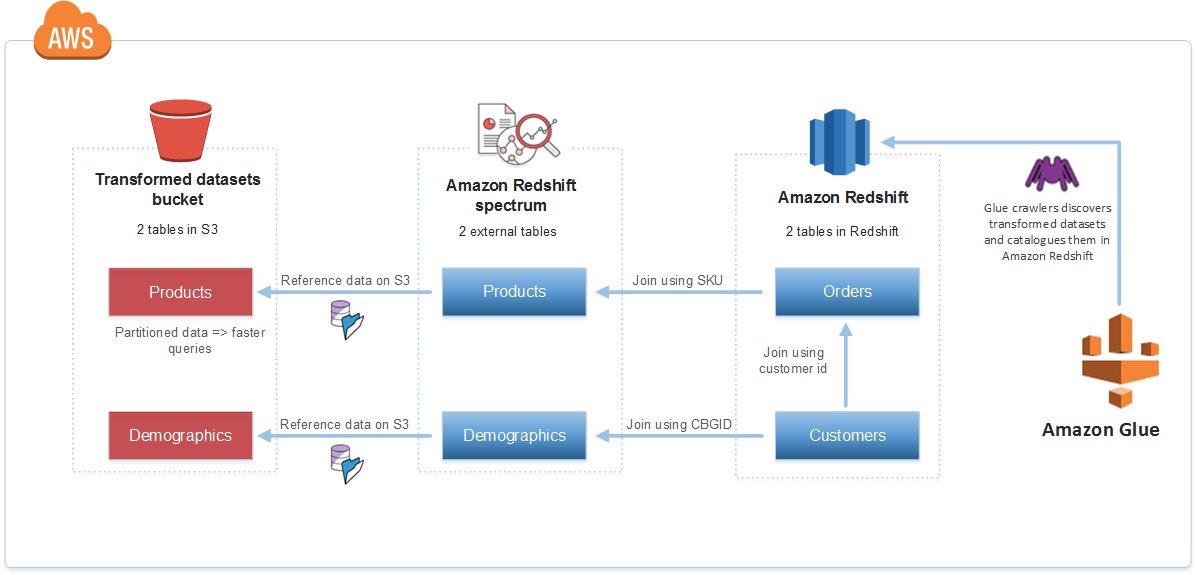 AWS
Transformed datasets
bucket
2 tables in S3
Products
Partitioned data => faster
queries
Demographics
Reference data on S3
Reference data on S3
Amazon Redshift
spectrum
2 external tables
Products
Demographics
Join using SKU
Join using CBGID
Amazon Redshift
2 tables in Redshift
Orders
Join using
customer id
Customers
Glue crawlers discovers
transformed datasets
and catalogues them in
Amazon Redshift
Amazon Glue